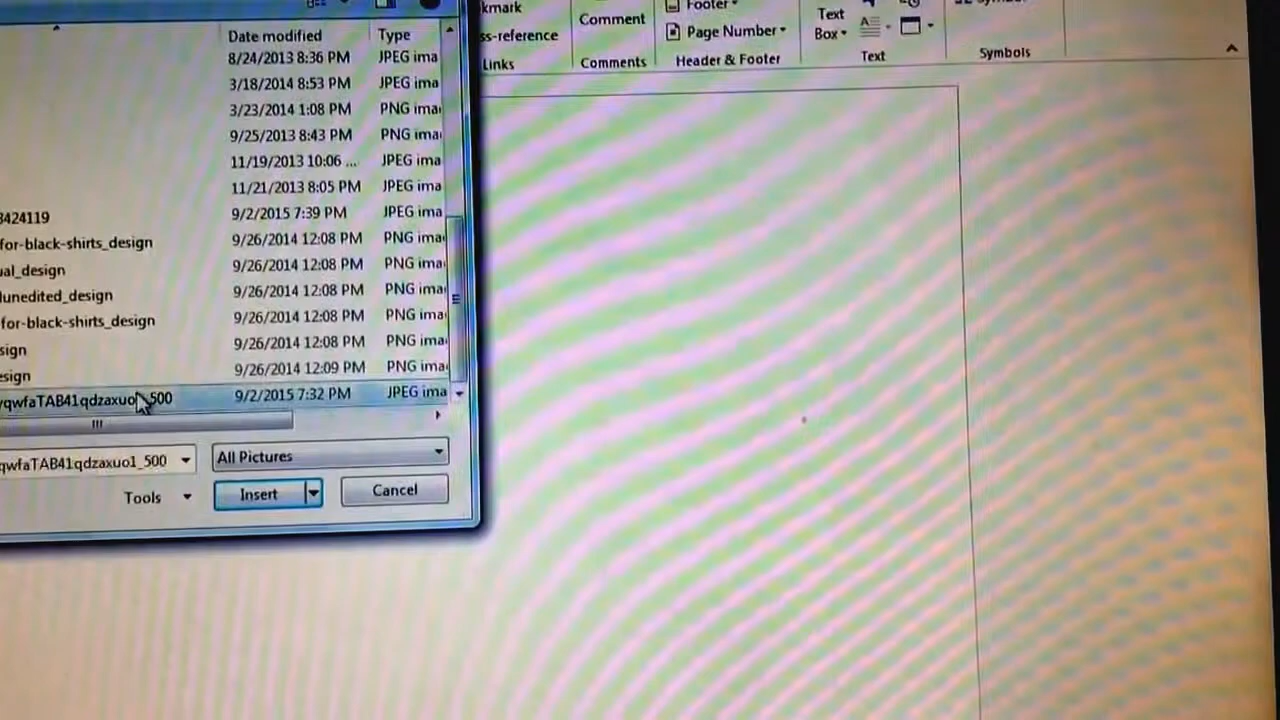 Date modified Type
8/24/2013 8:36 PM JPEG ima
3/18/2014 8:53 PM JPEG ima
3/23/2014 1:08 PM PNG ima
9/25/2013 8:43 PM PNG ima
11/19/2013 10:06 ... JPEG ima
11/21/2013 8:05 PM JPEG ima
8424119 9/2/2015 7:39 PM JPEG ima
for-black-shirts_design 9/26/2014 12:08 PM PNG ima
ual_design 9/26/2014 12:08 PM PNG ima
lunedited_design 9/26/2014 12:08 PM PNG ima
for-black-shirts_design 9/26/2014 12:08 PM PNG ima
sign 9/26/2014 12:08 PM PNG ima
esign 9/26/2014 12:09 PM PNG ima
9/2/2015 7:32 PM JPEG ima
qwfaTAB41qdzaxuo1_500 All Pictures
Tools Insert Cancel
kmark
ss-reference
Links
Comment
Comments
Footer
Page Number
Header & Footer
Text
Box
Text
Symbols